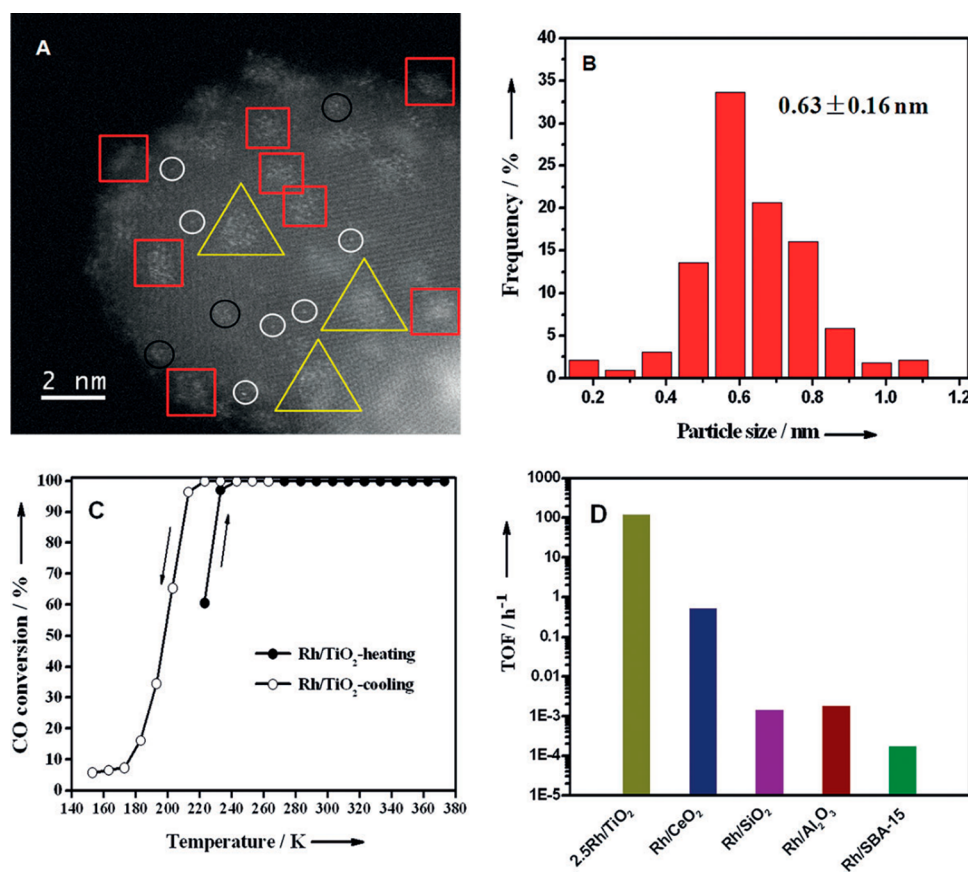 A
2 nm
B
0.63 ± 0.16 nm
40
35
30
25
20
15
10
5
0
Frequency / %
0.2 0.4 0.6 0.8 1.0 1.2
Particle size / nm
C
100
90
80
70
60
50
40
30
20
10
0
CO conversion / %
Rh/TiO₂-heating
Rh/TiO₂-cooling
140 160 180 200 220 240 260 280 300 320 340 360 380
Temperature / K
D
1000
100
10
1
0.1
0.01
1E-3
1E-4
1E-5
TOF / h⁻¹
2.5Rh/TiO₂
Rh/CeO₂
Rh/SiO₂
Rh/Al₂O₃
Rh/SBA-15